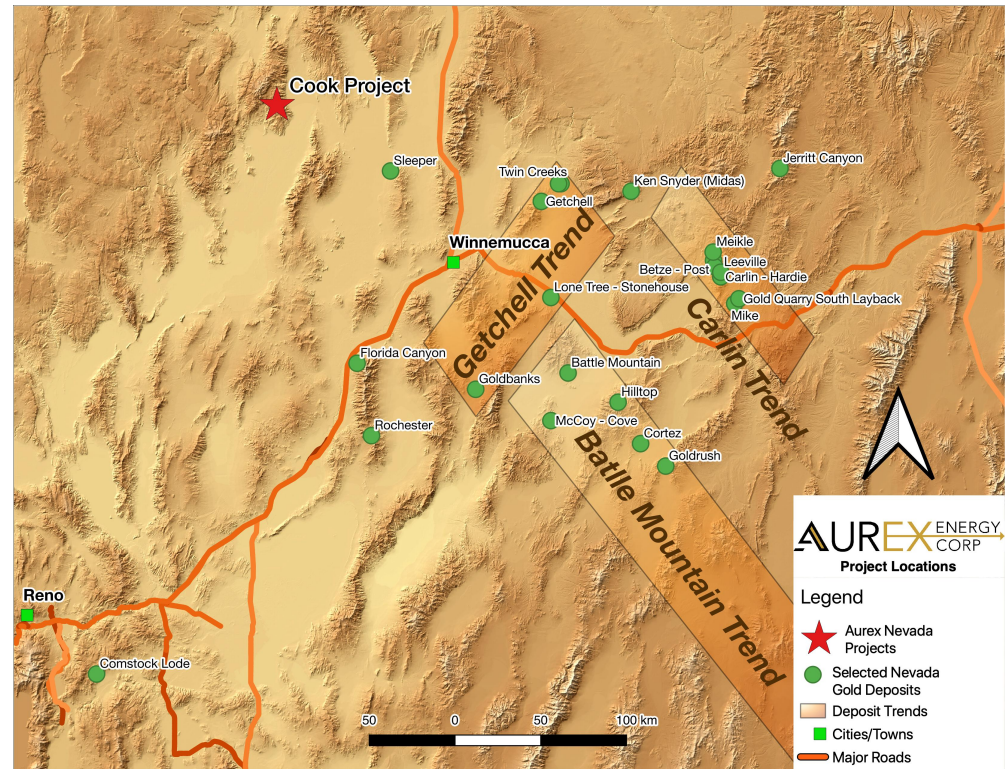 Cook Project
Sleeper
Jerritt Canyon
Twin Creeks
Ken Snyder (Midas)
Getchell
Winnemucca
Meikle
Leeville
Betze - Post
Carlin - Hardie
Lone Tree - Stonehouse
Gold Quarry South Layback
Mike
Getchell Trend
Carlin Trend
Florida Canyon
Battle Mountain
Goldbanks
Hilltop
McCoy - Cove
Rochester
Cortez
Goldrush
Batlle Mountain Trend
Reno
Comstock Lode
50 0 50 100 km
AUREX ENERGY
CORP
Project Locations
Legend
Aurex Nevada
Projects
Selected Nevada
Gold Deposits
Deposit Trends
Cities/Towns
Major Roads